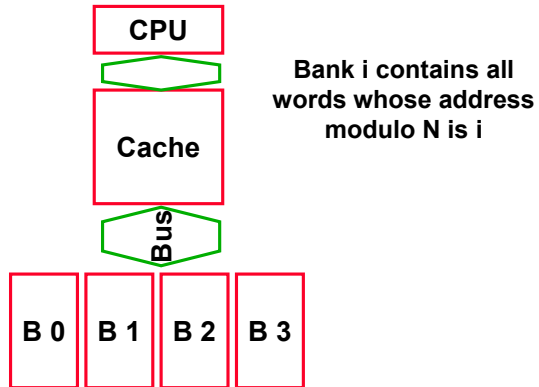 CPU
Bank i contains all
words whose address
modulo N is i
Cache
Bus
B 0
B 1
B 2
B 3